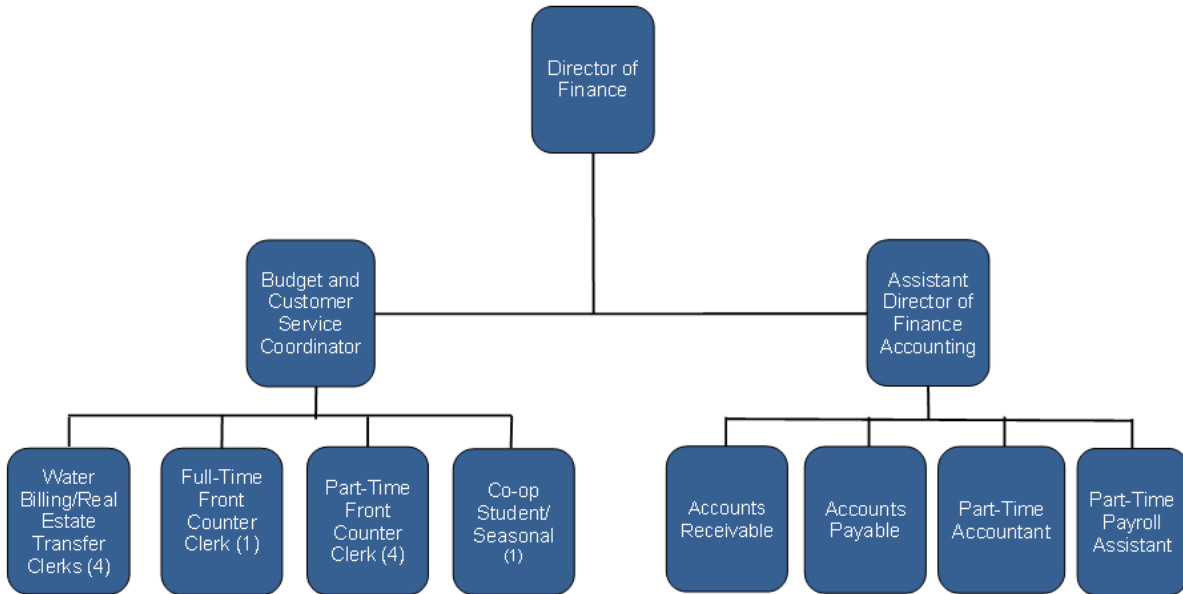 Director of
Finance
Budget and
Customer
Service
Coordinator
Assistant
Director of
Finance
Accounting
Water
Billing/Real
Estate
Transfer
Clerks (4)
Full-Time
Front
Counter
Clerk (1)
Part-Time
Front
Counter
Clerk (4)
Co-op
Student/
Seasonal
(1)
Accounts
Receivable
Accounts
Payable
Part-Time
Accountant
Part-Time
Payroll
Assistant